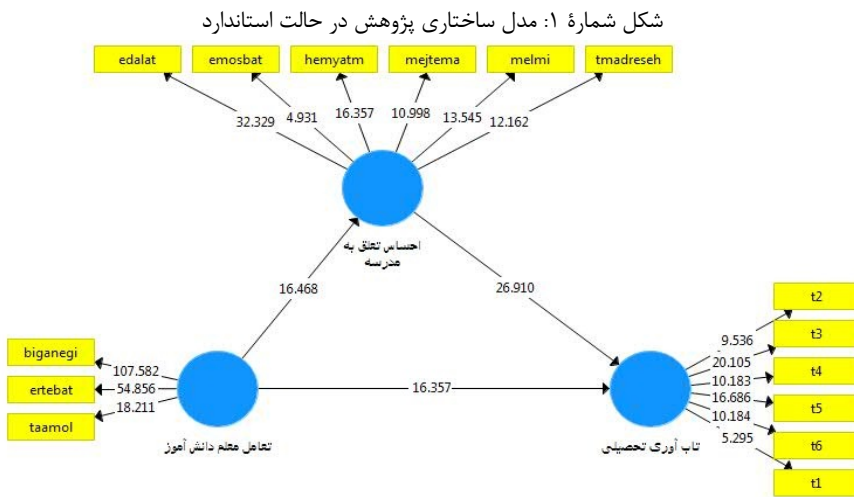 شکل شمارۀ ۱: مدل ساختاری پژوهش در حالت استاندارد
edalat
emosbat
hemyatm
mejtema
melmi
tmadreseh
32.329
4.931
16.357
10.998
13.545
12.162
احساس تعلق به
مدرسه
16.468
26.910
t2
t3
t4
t5
t6
t1
9.536
20.105
10.183
16.686
10.184
5.295
biganegi
ertebat
taamol
107.582
54.856
18.211
16.357
تعامل معلم دانش آموز
تاب آوری تحصیلی